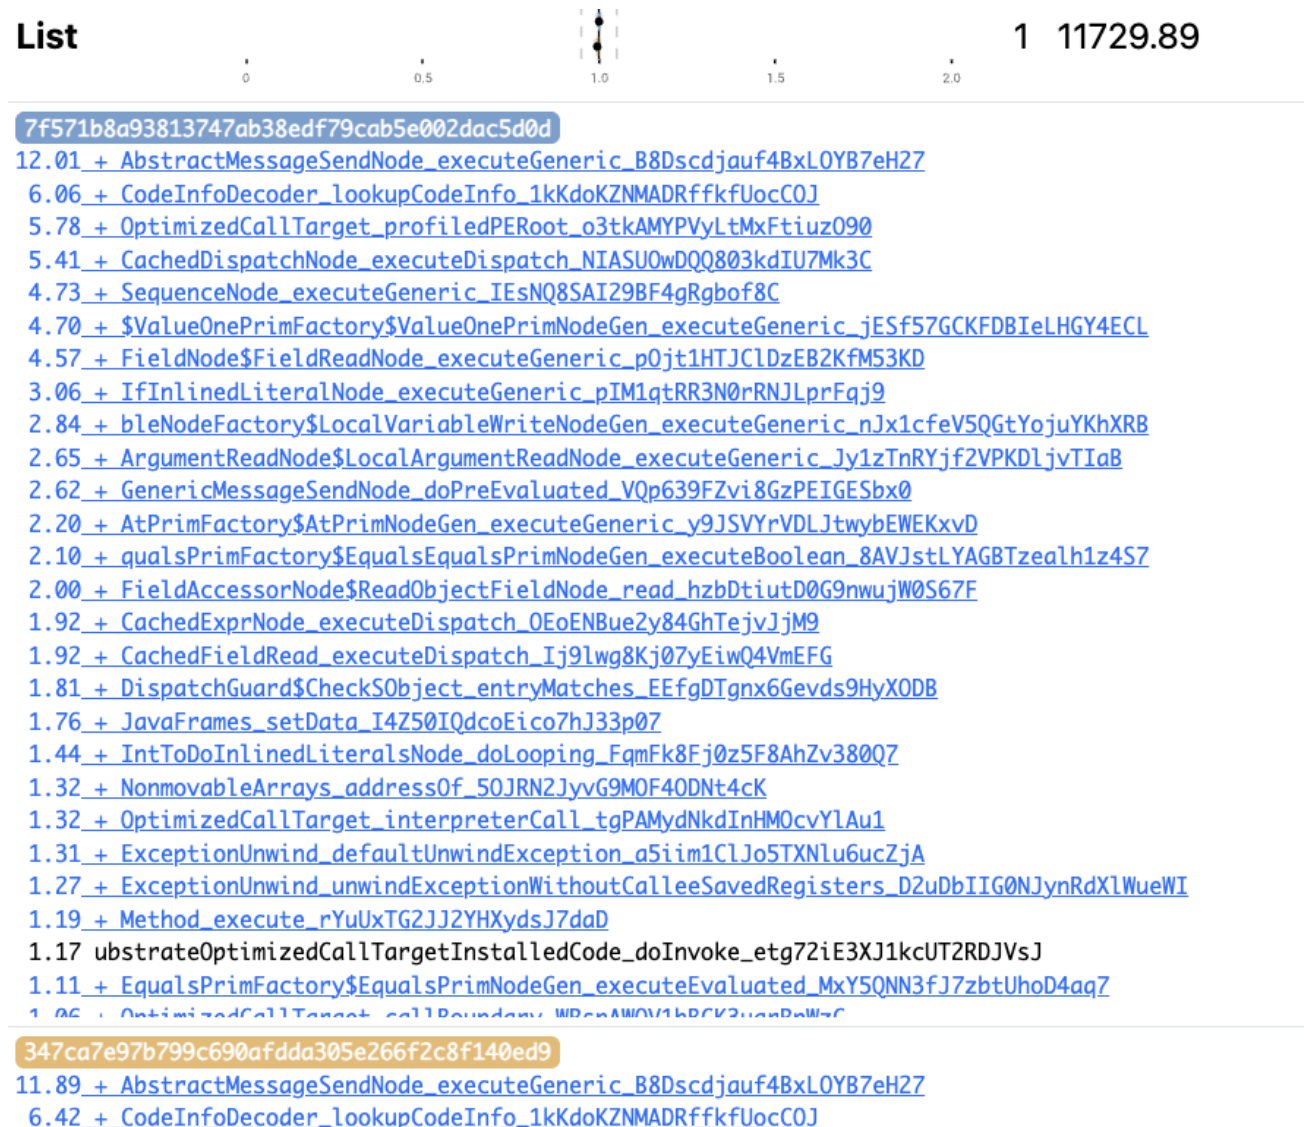 List 1 11729.89
0 0.5 1.0 1.5 2.0
7f571b8a93813747ab38edf79cab5e002dac5d0d
12.01 + AbstractMessageSendNode_executeGeneric_B8Dscdjauf4BxLOYB7eH27
6.06 + CodeInfoDecoder_lookupCodeInfo_1kKdoKZNMADRffkfUocCOJ
5.78 + OptimizedCallTarget_profiledPERoot_o3tkAMYPVyLtMxFtiuzO90
5.41 + CachedDispatchNode_executeDispatch_NIASUOwDQQ803kdIU7Mk3C
4.73 + SequenceNode_executeGeneric_IEsNQ8SAI29BF4gRgbof8C
4.70 + $ValueOnePrimFactory$ValueOnePrimNodeGen_executeGeneric_jESf57GCKFDBIeLHGY4ECL
4.57 + FieldNode$FieldReadNode_executeGeneric_pOjt1HTJClDzEB2KfM53KD
3.06 + IfInlinedLiteralNode_executeGeneric_pIM1qtRR3N0rRNJLprFqj9
2.84 + bleNodeFactory$LocalVariableWriteNodeGen_executeGeneric_nJx1cfeV5QGtYojuYKhXRB
2.65 + ArgumentReadNode$LocalArgumentReadNode_executeGeneric_Jy1zTnRYjf2VPKDljvTIaB
2.62 + GenericMessageSendNode_doPreEvaluated_VQp639FZvi8GzPEIGESbx0
2.20 + AtPrimFactory$AtPrimNodeGen_executeGeneric_y9JSVYrVDLJtwybEWEKxvD
2.10 + qualsPrimFactory$EqualsEqualsPrimNodeGen_executeBoolean_8AVJstLYAGBTzealh1z4S7
2.00 + FieldAccessorNode$ReadObjectFieldNode_read_hzbDtiutD0G9nwujW0S67F
1.92 + CachedExprNode_executeDispatch_OEoENBue2y84GhTejvJjM9
1.92 + CachedFieldRead_executeDispatch_Ij9lwg8Kj07yEiwQ4VmEFG
1.81 + DispatchGuard$CheckSObject_entryMatches_EEfgDTgnx6Gevds9HyXODB
1.76 + JavaFrames_setData_I4Z50IQdcoEico7hJ33p07
1.44 + IntToDoInlinedLiteralsNode_doLooping_FqmFk8Fj0z5F8AhZv380Q7
1.32 + NonmovableArrays_addressOf_5OJRN2JyvG9MOF4ODNt4cK
1.32 + OptimizedCallTarget_interpreterCall_tgPAMydNkdInHMOcvYlAu1
1.31 + ExceptionUnwind_defaultUnwindException_a5iim1ClJo5TXNlu6ucZjA
1.27 + ExceptionUnwind_unwindExceptionWithoutCalleeSavedRegisters_D2uDbIIG0NJynRdXlWueWI
1.19 + Method_execute_rYuUxTG2JJ2YHXydsJ7daD
1.17 ubstrateOptimizedCallTargetInstalledCode_doInvoke_etg72iE3XJ1kcUT2RDJVsJ
1.11 + EqualsPrimFactory$EqualsPrimNodeGen_executeEvaluated_MxY5QNN3fJ7zbtUhoD4aq7
1.06 +
347ca7e97b799c690afdda305e266f2c8f140ed9
11.89 + AbstractMessageSendNode_executeGeneric_B8Dscdjauf4BxLOYB7eH27
6.42 + CodeInfoDecoder_lookupCodeInfo_1kKdoKZNMADRffkfUocCOJ